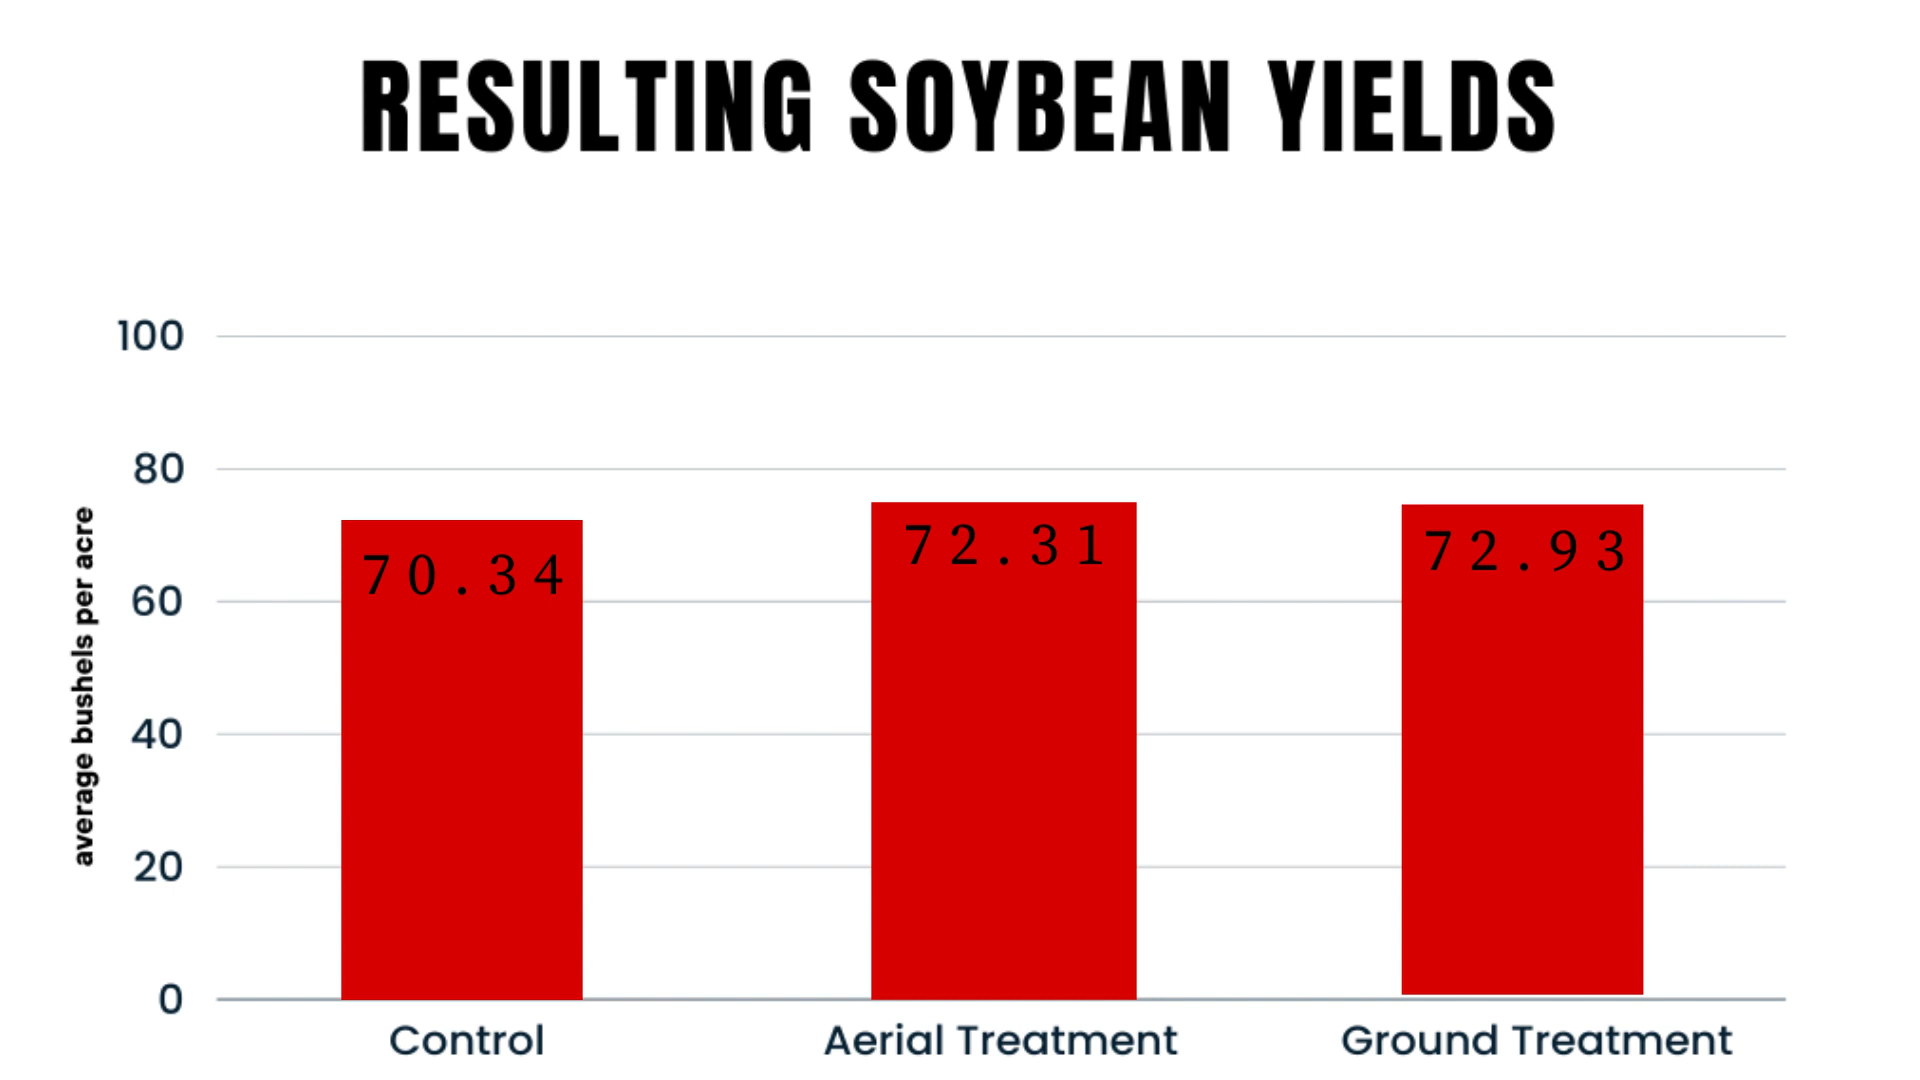 RESULTING SOYBEAN YIELDS
100
80
60
40
20
0
average bushels per acre
70.34
72.31
72.93
Control
Aerial Treatment
Ground Treatment